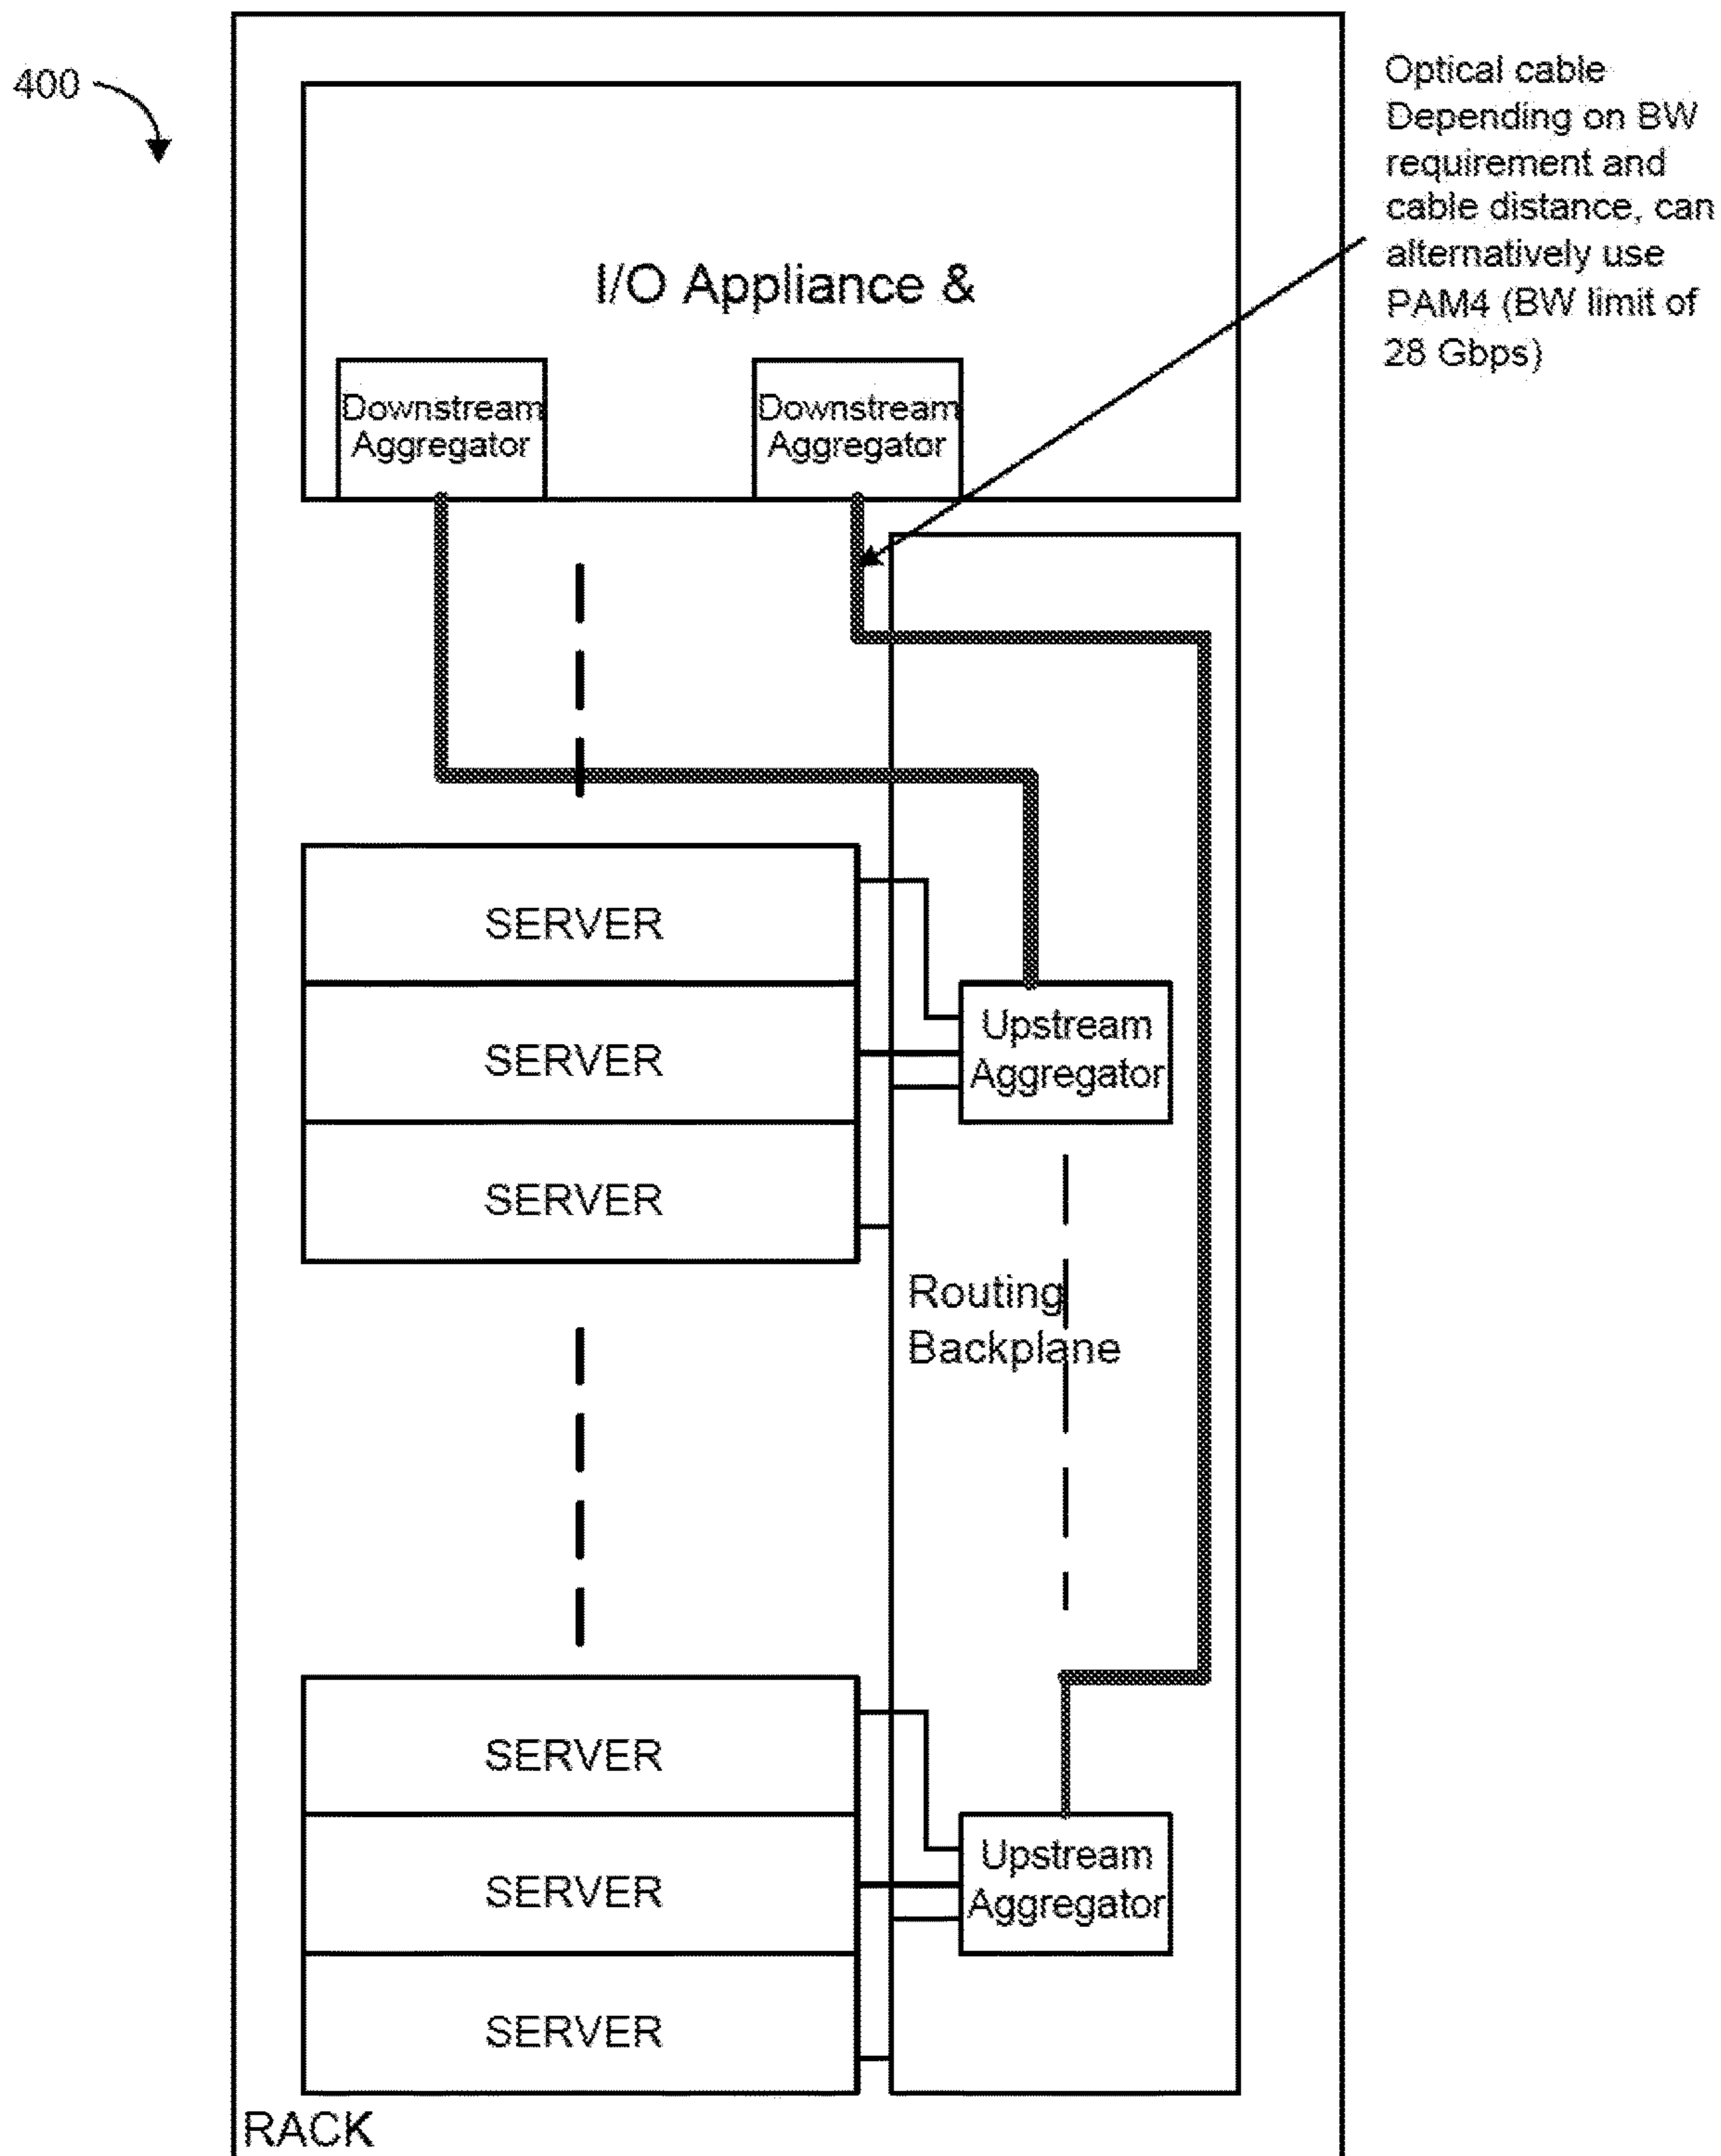 400
Optical cable
Depending on BW
requirement and
cable distance, can
alternatively use
PAM4 (BW limit of
28 Gbps)
I/O Appliance &
Downstream
Aggregator
Downstream
Aggregator
SERVER
SERVER
SERVER
Upstream
Aggregator
Routing
Backplane
SERVER
SERVER
SERVER
Upstream
Aggregator
RACK